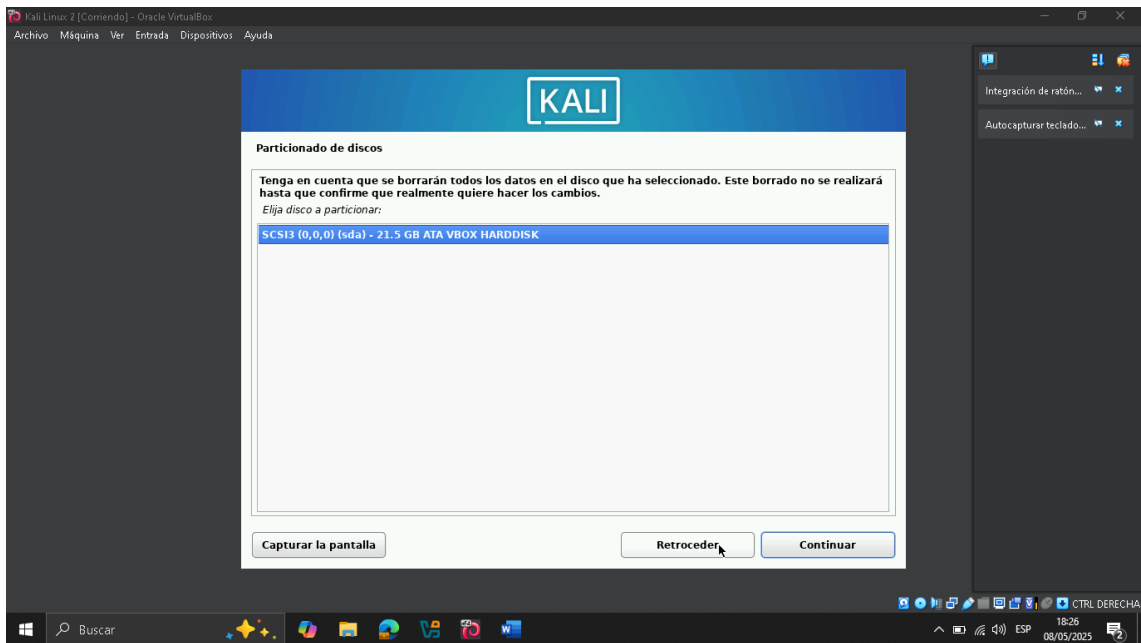 Kali Linux 2 [Corriendo] - Oracle VirtualBox
Archivo Máquina Ver Entrada Dispositivos Ayuda
KALI
Integración de ratón...
Autocapturar teclado...
Particionado de discos
Tenga en cuenta que se borrarán todos los datos en el disco que ha seleccionado. Este borrado no se realizará
hasta que confirme que realmente quiere hacer los cambios.
Elija disco a particionar:
SCSI3 (0,0,0) (sda) - 21.5 GB ATA VBOX HARDDISK
Capturar la pantalla
Retroceder
Continuar
CTRL DERECHA
Buscar
ESP
18:26
08/05/2025
2